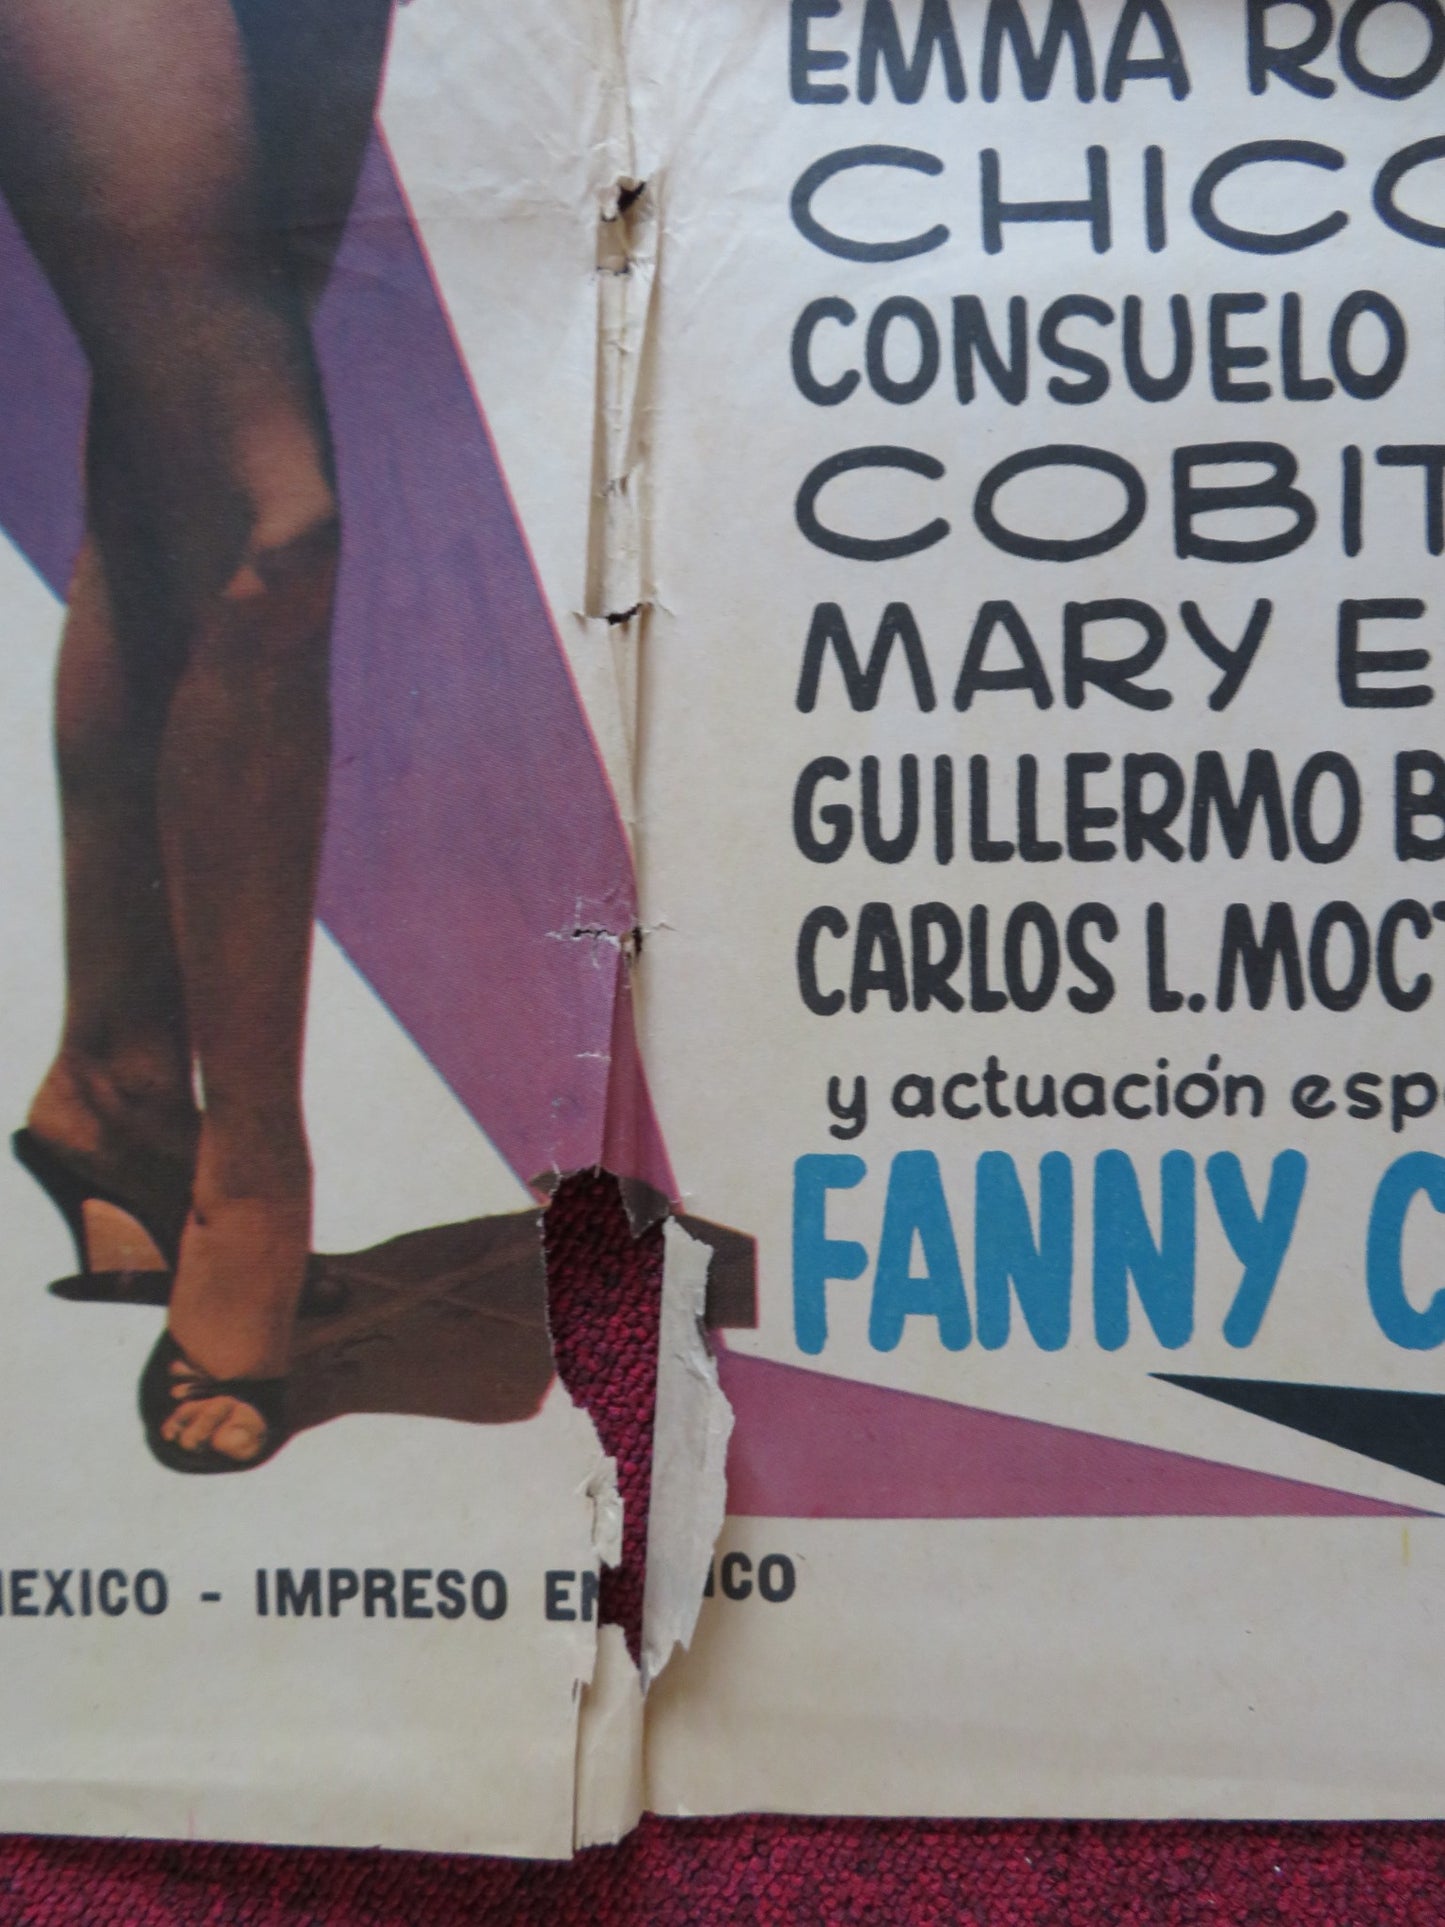 EMMA RO
CHICO
CONSUELO
COBIT
MARY E
GUILLERMO B
CARLOS L. MOCT
y actuación esp
FANNY C
MEXICO - IMPRESO EN ICO